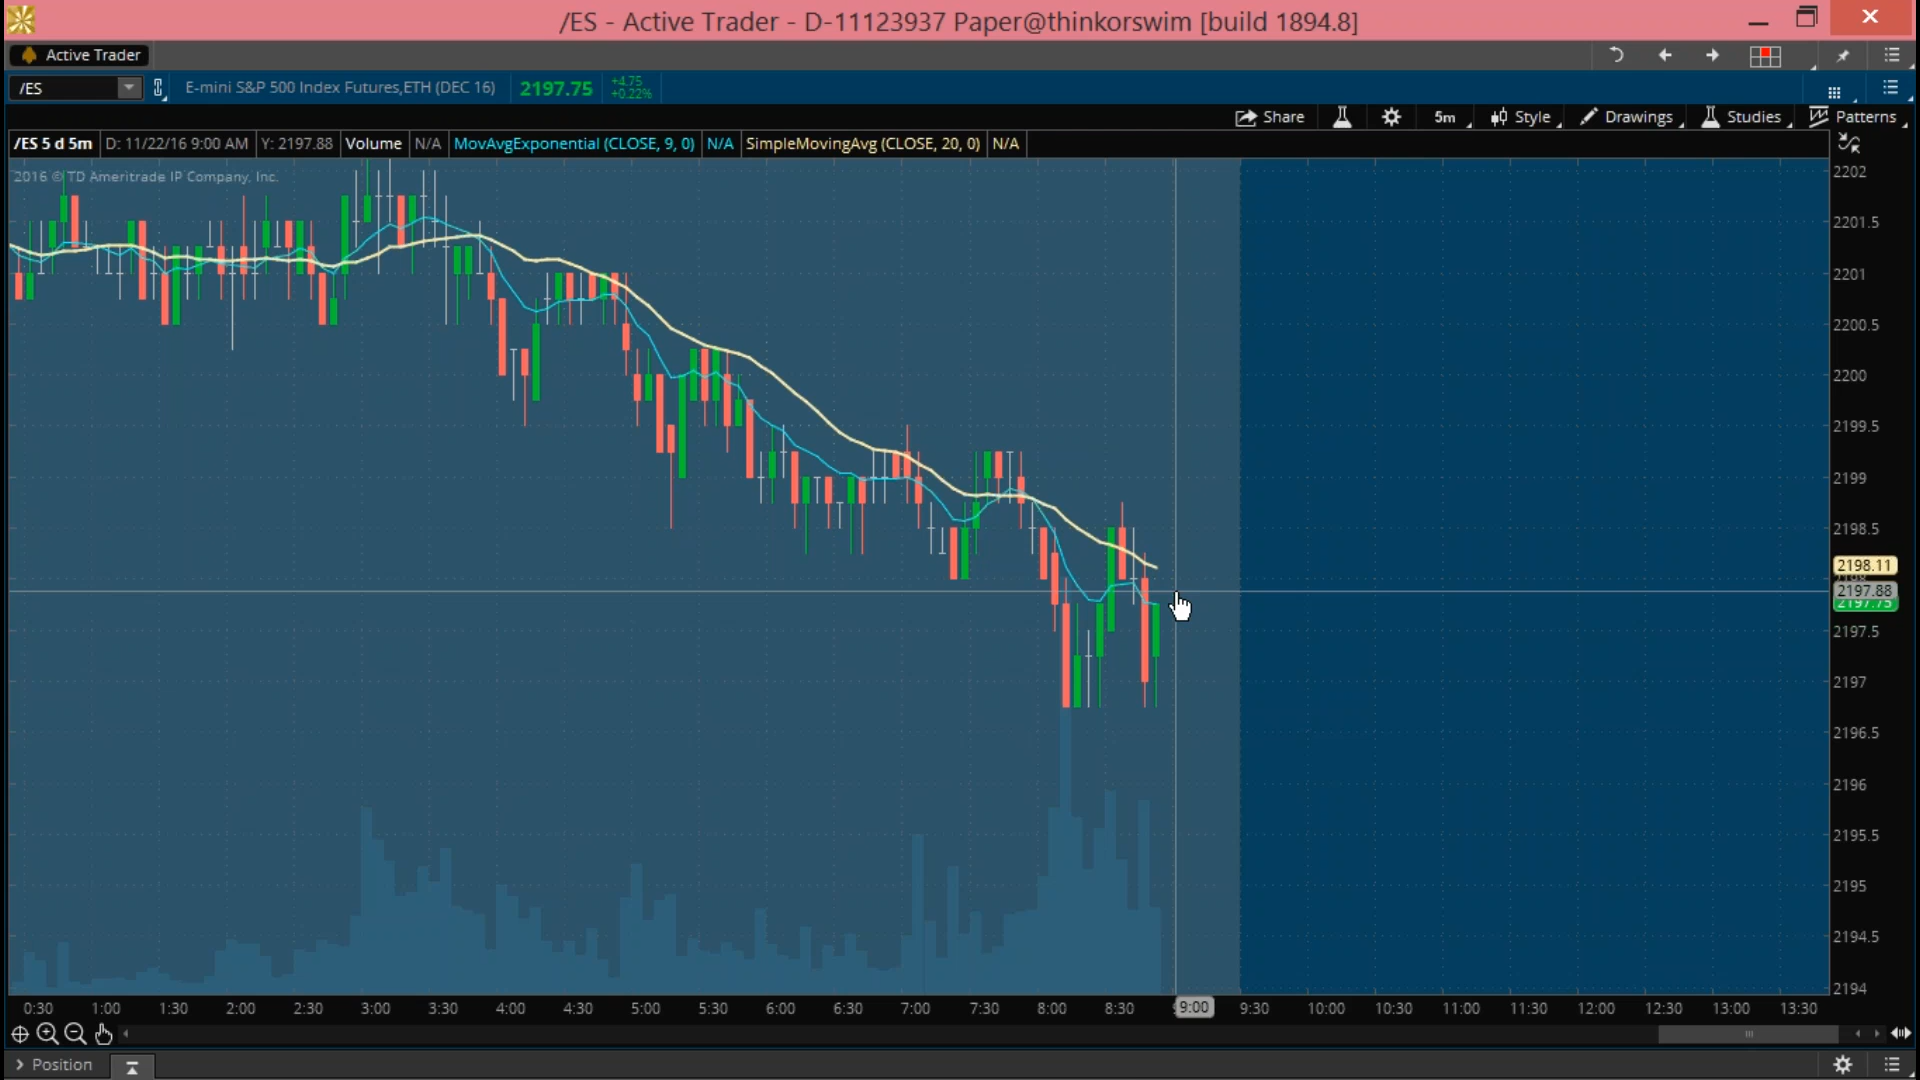 /ES - Active Trader - D-11123937 Paper@thinkorswim [build 1894.8]
Active Trader
/ES E-mini S&P 500 Index Futures,ETH (DEC 16) 2197.75 +4.75
+0.22%
Share 5m Style Drawings Studies Patterns
/ES 5 d 5m D: 11/22/16 9:00 AM Y: 2197.88 Volume N/A MovAvgExponential (CLOSE, 9, 0) N/A SimpleMovingAvg (CLOSE, 20, 0) N/A
2016 © TD Ameritrade IP Company, Inc.
2202
2201.5
2201
2200.5
2200
2199.5
2199
2198.5
2198.11
2197.88
2197.75
2197.5
2197
2196.5
2196
2195.5
2195
2194.5
2194
0:30 1:00 1:30 2:00 2:30 3:00 3:30 4:00 4:30 5:00 5:30 6:00 6:30 7:00 7:30 8:00 8:30 9:00 9:30 10:00 10:30 11:00 11:30 12:00 12:30 13:00 13:30
Position